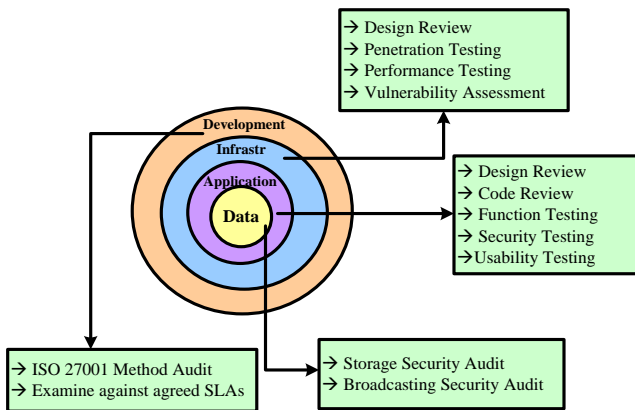 → Design Review
→ Penetration Testing
→ Performance Testing
→ Vulnerability Assessment
Development
Infrastr
Application
Data
→ Design Review
→ Code Review
→ Function Testing
→ Security Testing
→Usability Testing
→ ISO 27001 Method Audit
→ Examine against agreed SLAs
→ Storage Security Audit
→ Broadcasting Security Audit